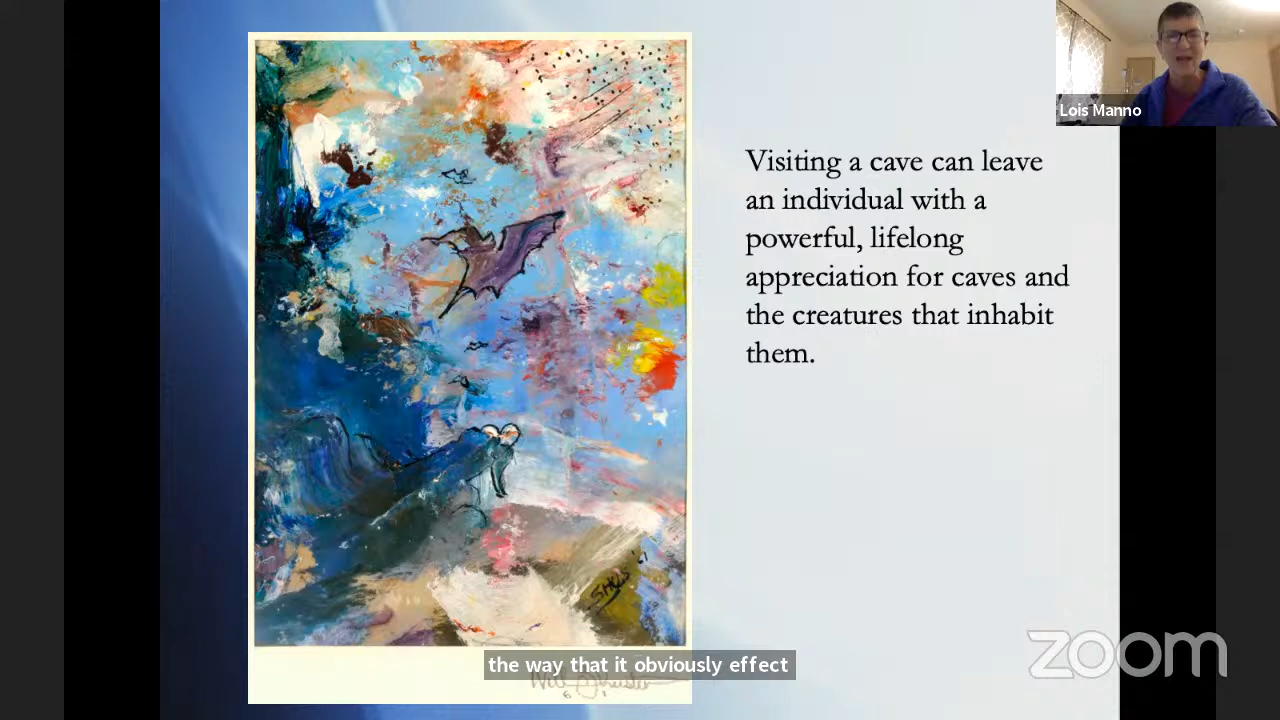 Lois Manno
Visiting a cave can leave
an individual with a
powerful, lifelong
appreciation for caves and
the creatures that inhabit
them.
the way that it obviously effect
zoom